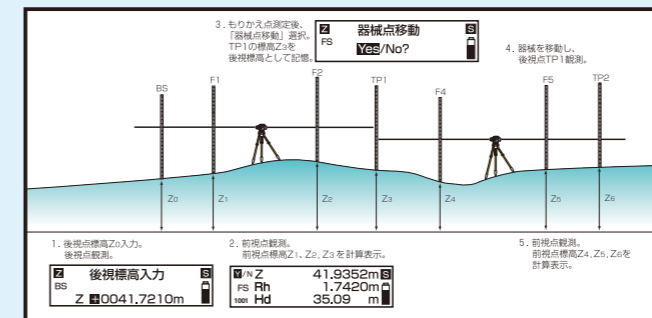 3. もりかえ点測定後、
「器械点移動」選択。
TP1の標高Z3を
後視標高として記憶。
Z 器械点移動 S
FS Yes/No?
4. 器械を移動し、
後視点TP1観測。
BS F1 F2 TP1 F4 F5 TP2
Z0 Z1 Z2 Z3 Z4 Z5 Z6
1. 後視点標高Z0入力。
後視点観測。
Z 後視標高入力 S
BS
Z +0041.7210m
2. 前視点観測。
前視点標高Z1、Z2、Z3を計算表示。
Y/N Z 41.9352m S
FS Rh 1.7420m
1001 Hd 35.09 m
5. 前視点観測。
前視点標高Z4,Z5,Z6を
計算表示。